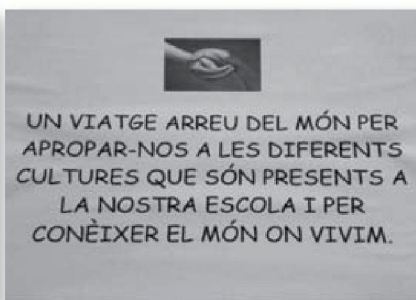 UN VIATGE ARREU DEL MÓN PER
APROPAR-NOS A LES DIFERENTS
CULTURES QUE SÓN PRESENTS A
LA NOSTRA ESCOLA I PER
CONÈIXER EL MÓN ON VIVIM.